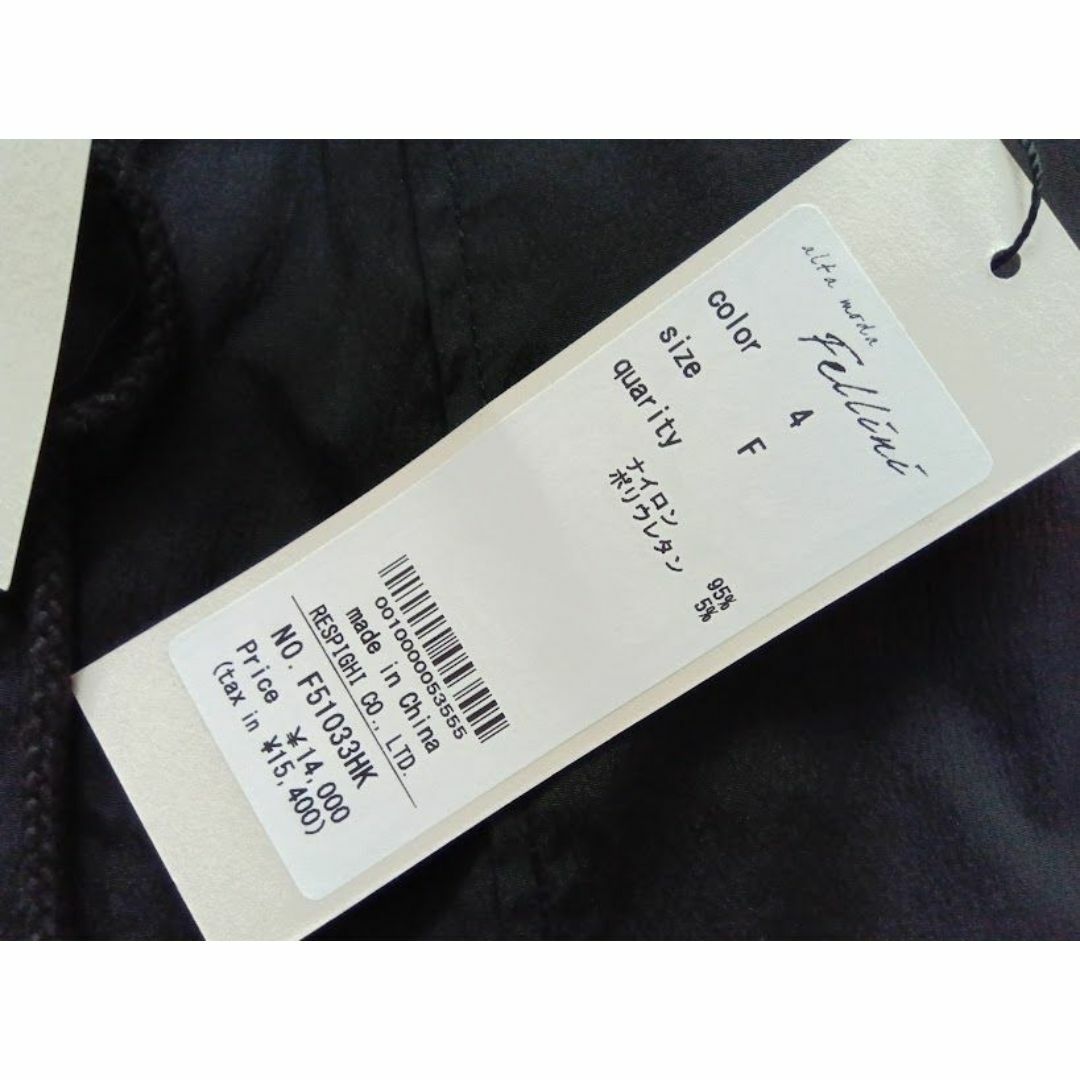 alta moda
Fellini
color 4
size F
quarity
ナイロン 95%
ポリウレタン 5%
0010000053555
made in China
RESPIGHI CO., LTD.
NO. F51033HK
Price ¥14,000
(tax in ¥15,400)